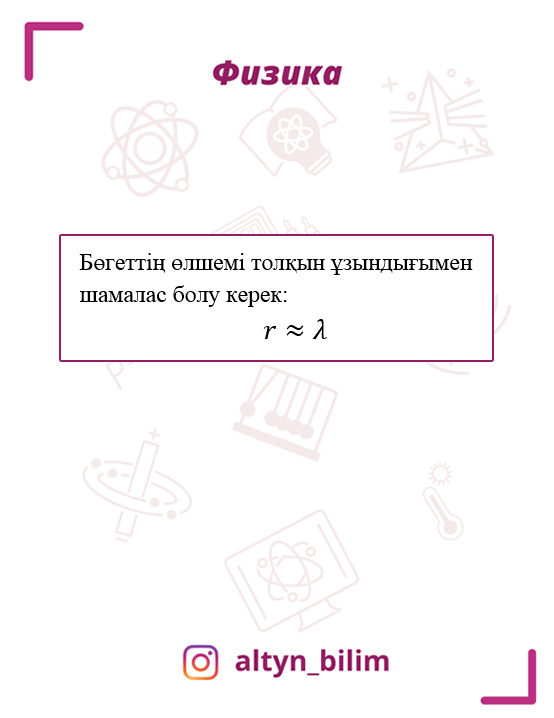 Физика
Бөгеттің өлшемі толқын ұзындығымен
шамалас болу керек:
r ≈ λ
altyn_bilim